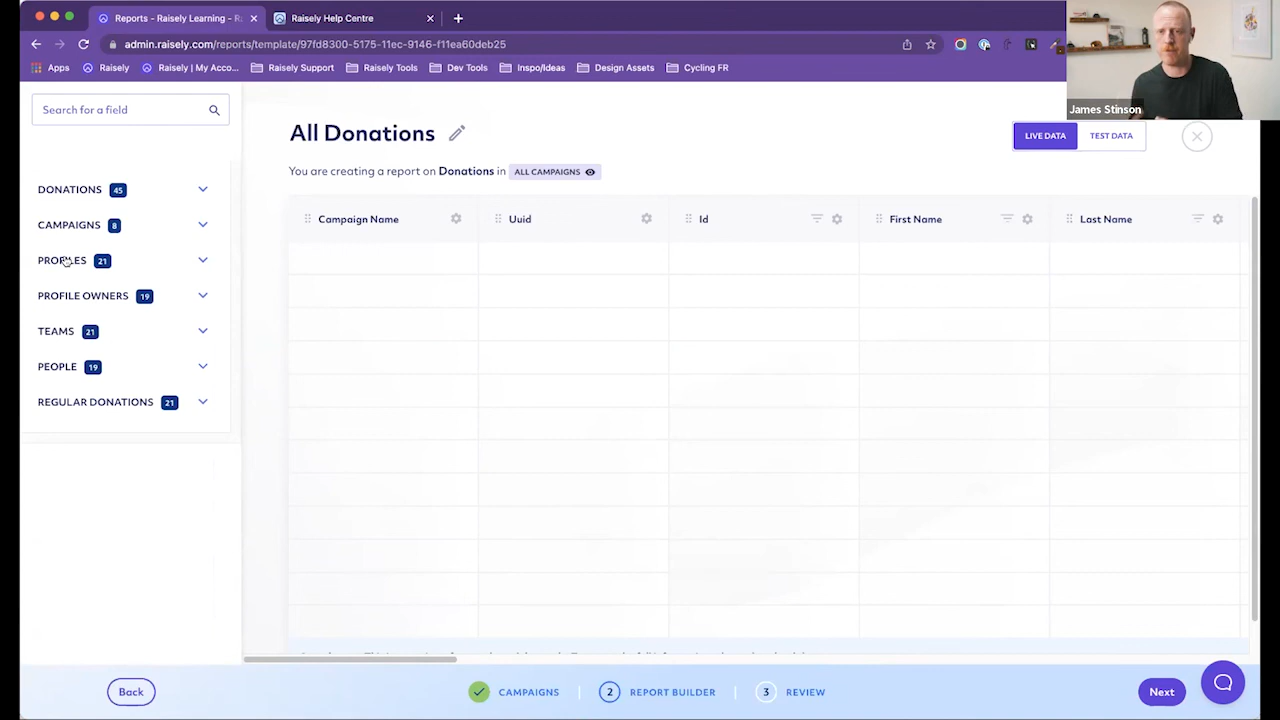 Reports - Raisely Learning - Ra
Raisely Help Centre
admin.raisely.com/reports/template/97fd8300-5175-11ec-9146-f11ea60deb25
Apps
Raisely
Raisely | My Acco...
Raisely Support
Raisely Tools
Dev Tools
Inspo/Ideas
Design Assets
Cycling FR
James Stinson
Search for a field
DONATIONS 45
CAMPAIGNS 8
PROFILES 21
PROFILE OWNERS 19
TEAMS 21
PEOPLE 19
REGULAR DONATIONS 21
All Donations
LIVE DATA
TEST DATA
You are creating a report on Donations in ALL CAMPAIGNS
Campaign Name
Uuid
Id
First Name
Last Name
Back
CAMPAIGNS
2 REPORT BUILDER
3 REVIEW
Next